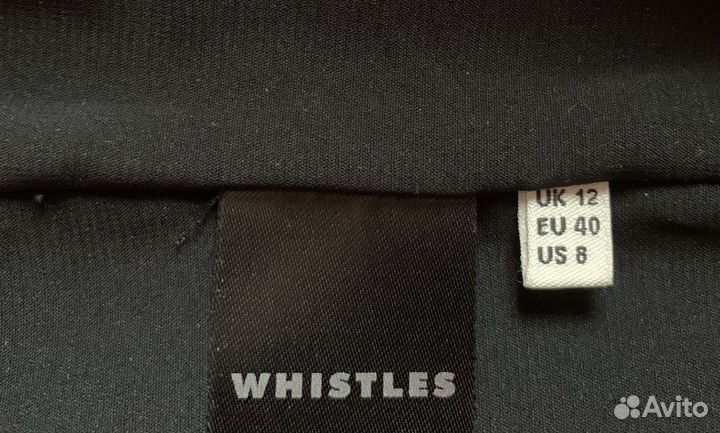 UK 12
EU 40
US 8
WHISTLES
Avito